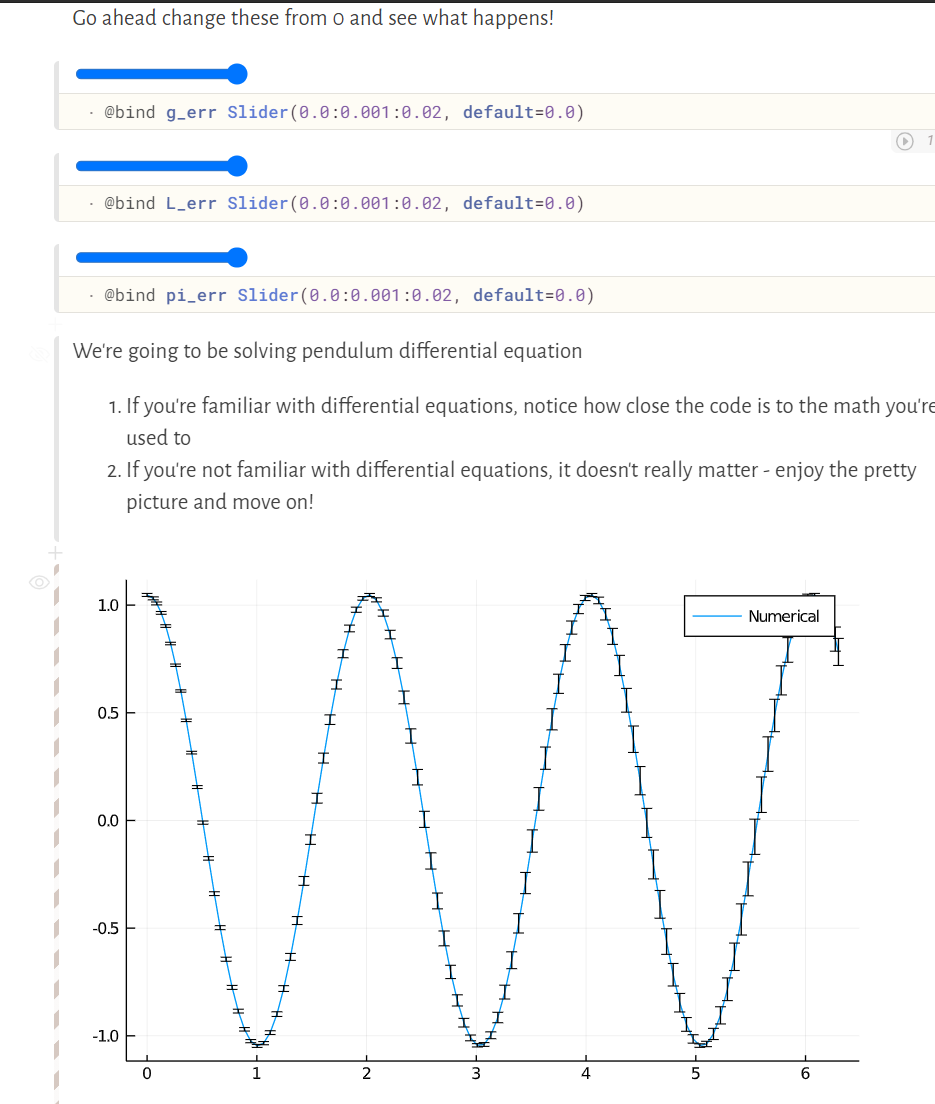 Go ahead change these from 0 and see what happens!
· @bind g_err Slider(0.0:0.001:0.02, default=0.0)
1
· @bind L_err Slider(0.0:0.001:0.02, default=0.0)
· @bind pi_err Slider(0.0:0.001:0.02, default=0.0)
We're going to be solving pendulum differential equation
1. If you're familiar with differential equations, notice how close the code is to the math you're
used to
2. If you're not familiar with differential equations, it doesn't really matter - enjoy the pretty
picture and move on!
1.0
Numerical
0.5
0.0
-0.5
-1.0
0 1 2 3 4 5 6